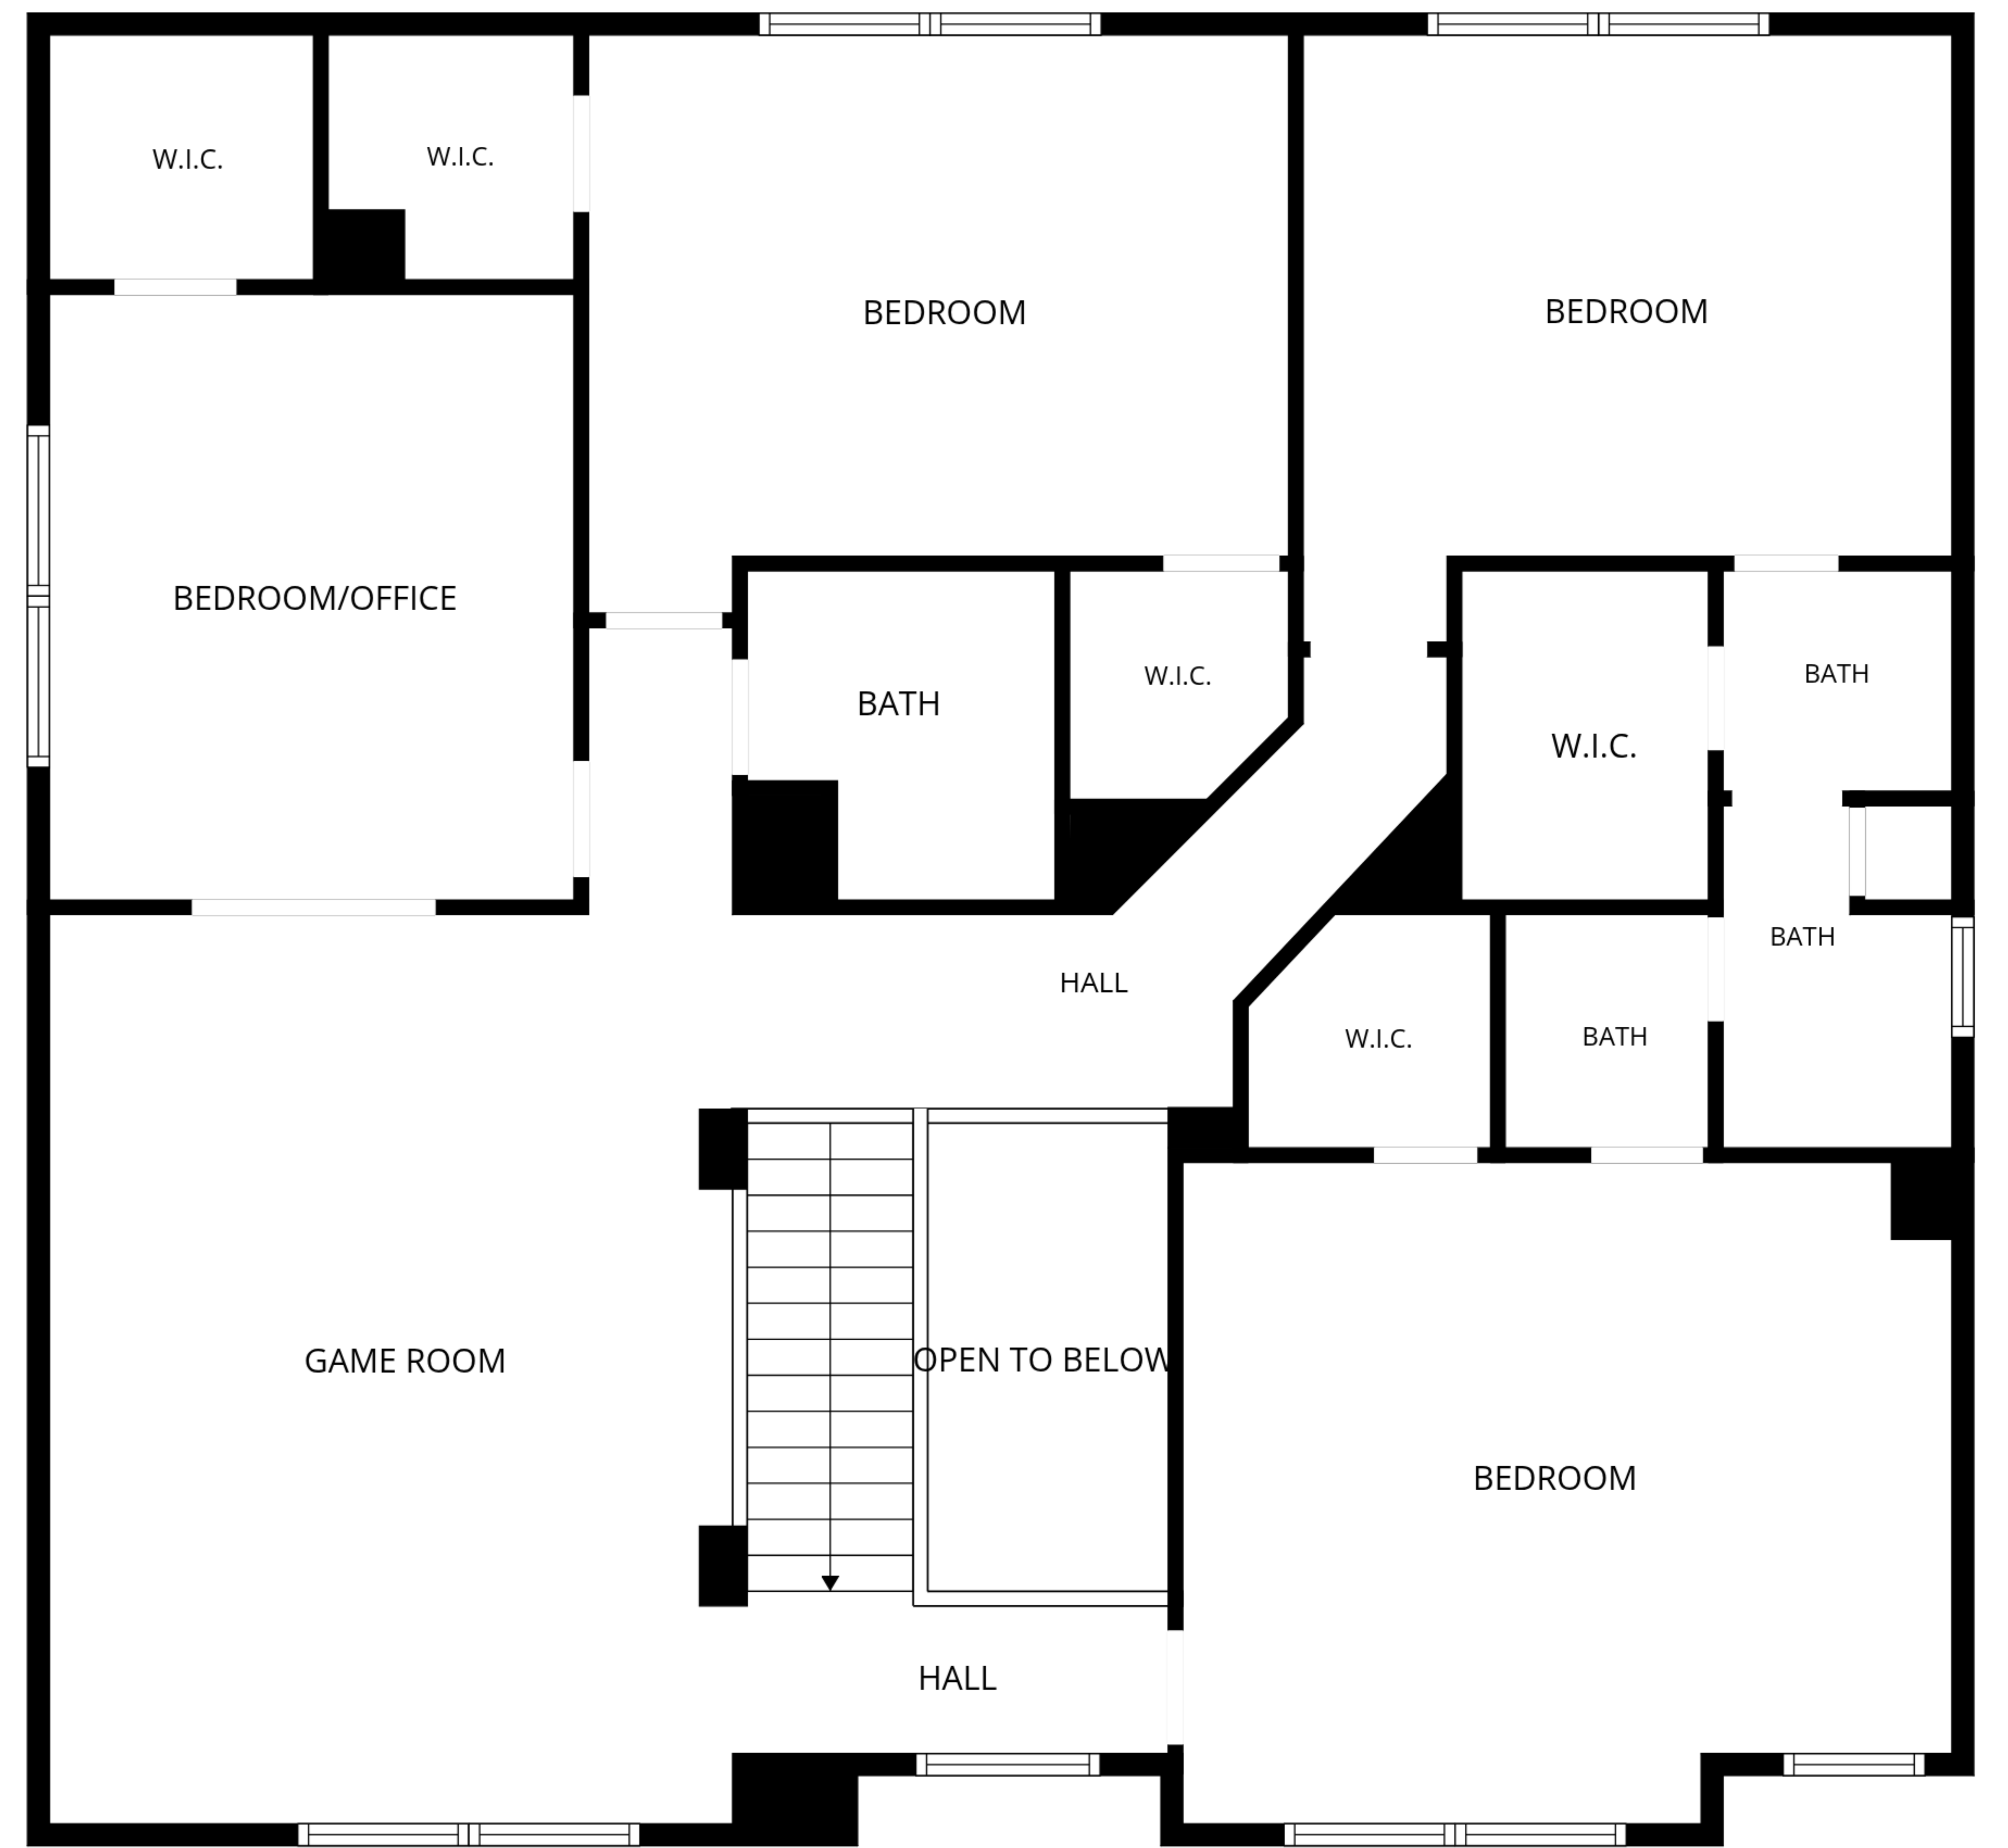 W.I.C.
W.I.C.
BEDROOM
BEDROOM
BEDROOM/OFFICE
BATH
W.I.C.
W.I.C.
BATH
BATH
HALL
W.I.C.
BATH
GAME ROOM
OPEN TO BELOW
BEDROOM
HALL